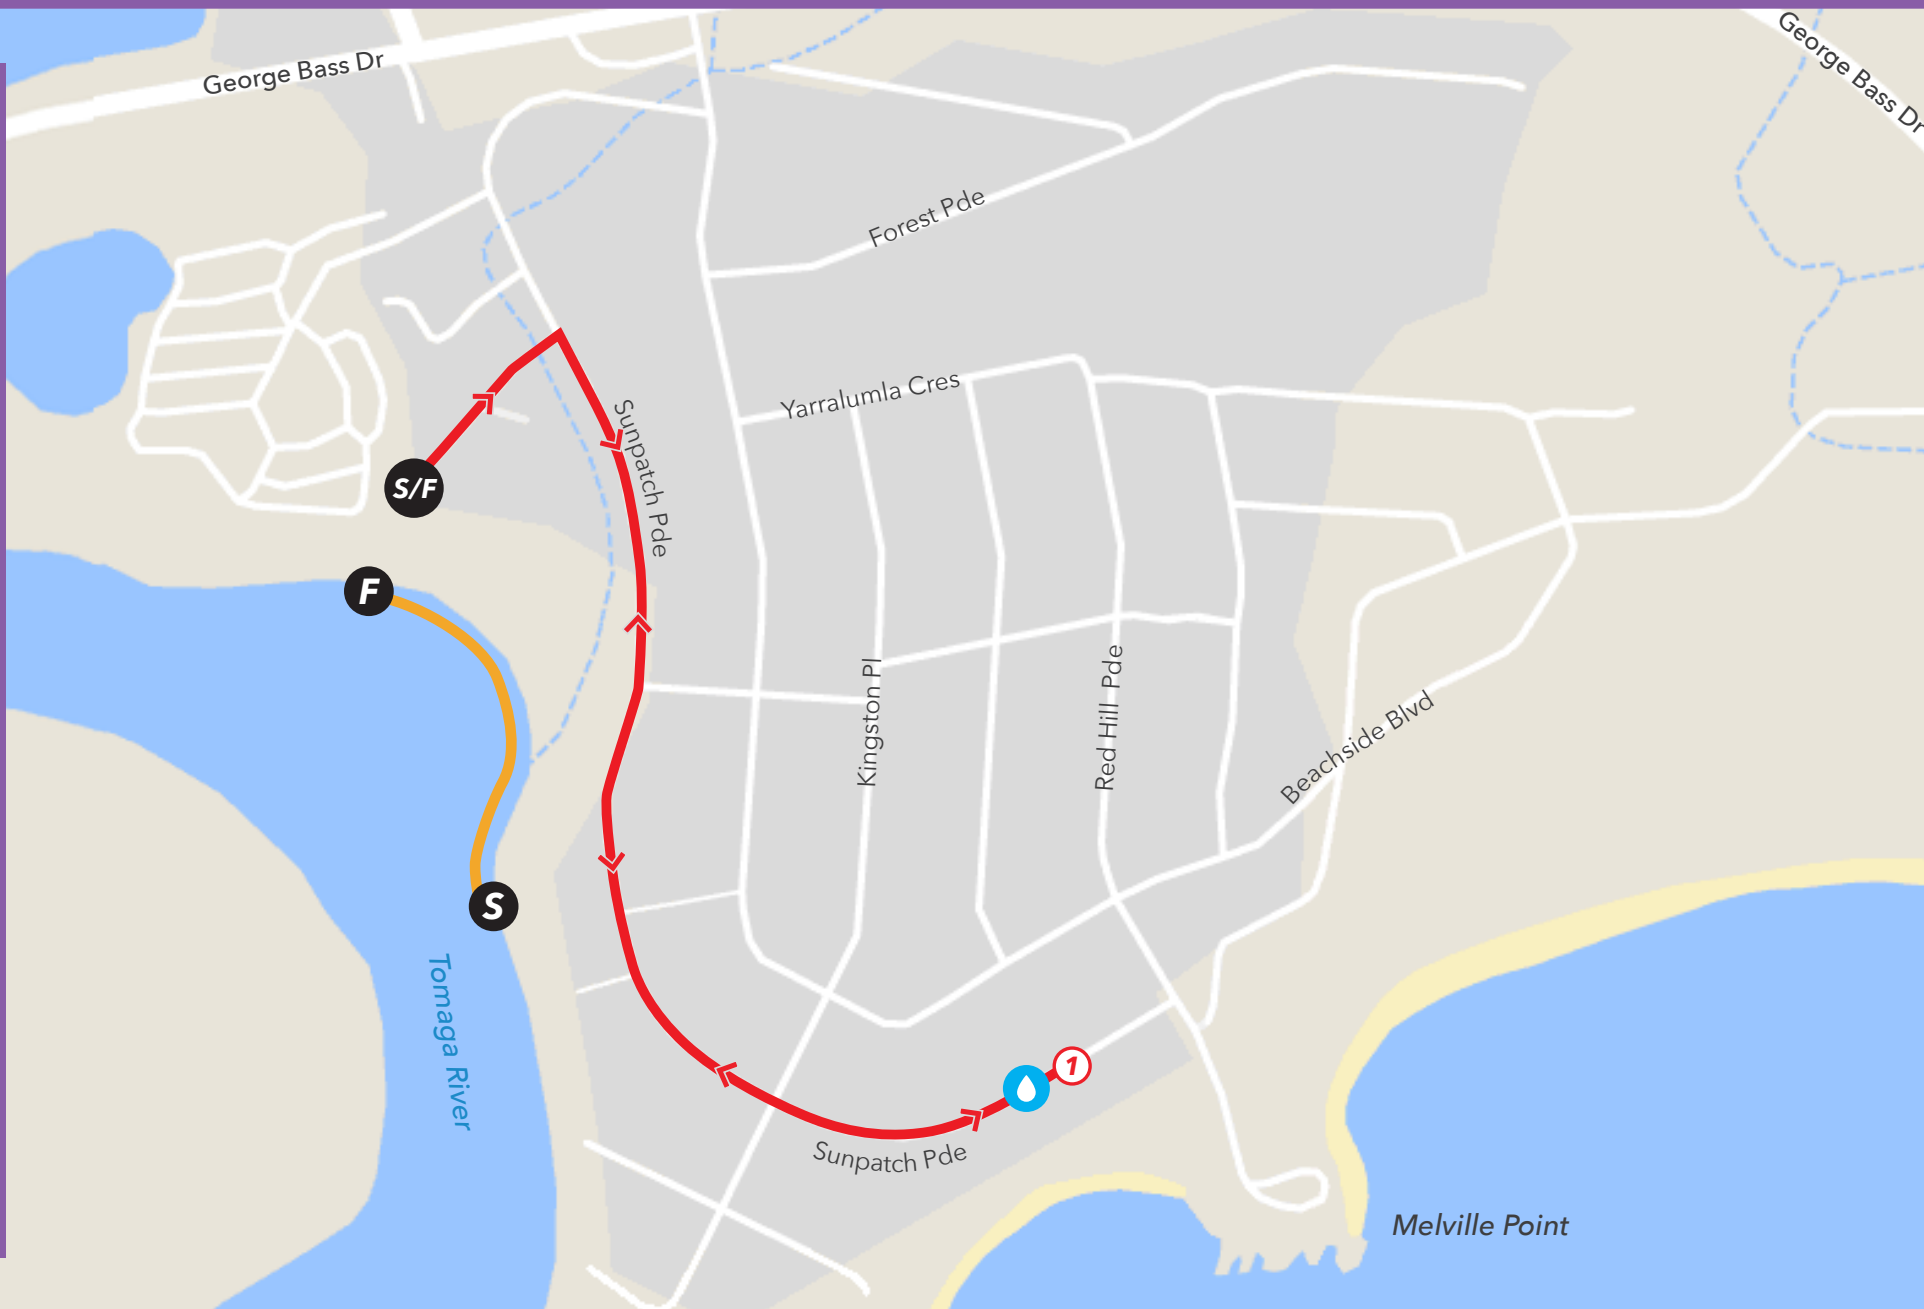 George Bass Dr
George Bass Dr
Forest Pde
Yarralumla Cres
Sunpatch Pde
S/F
F
Kingston Pl
Red Hill Pde
Beachside Blvd
S
Tomaga River
1
Sunpatch Pde
Melville Point